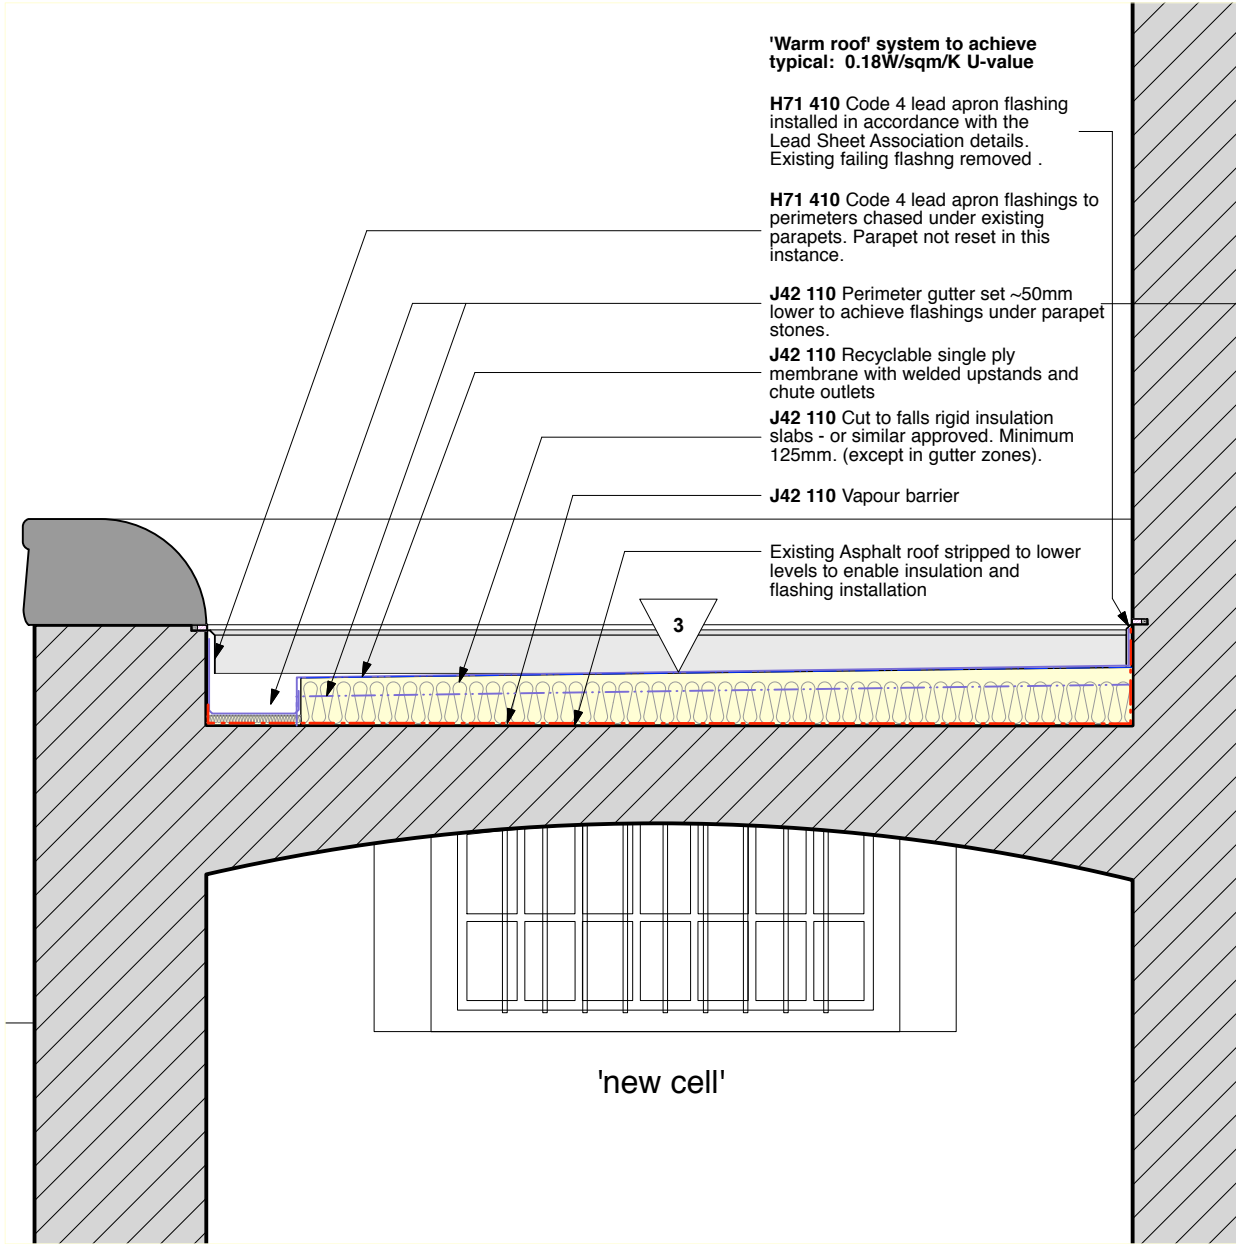 'Warm roof' system to achieve
typical: 0.18W/sqm/K U-value
H71 410 Code 4 lead apron flashing
installed in accordance with the
Lead Sheet Association details.
Existing failing flashng removed .
H71 410 Code 4 lead apron flashings to
perimeters chased under existing
parapets. Parapet not reset in this
instance.
J42 110 Perimeter gutter set ~50mm
lower to achieve flashings under parapet
stones.
J42 110 Recyclable single ply
membrane with welded upstands and
chute outlets
J42 110 Cut to falls rigid insulation
slabs - or similar approved. Minimum
125mm. (except in gutter zones).
J42 110 Vapour barrier
Existing Asphalt roof stripped to lower
levels to enable insulation and
flashing installation
3
'new cell'